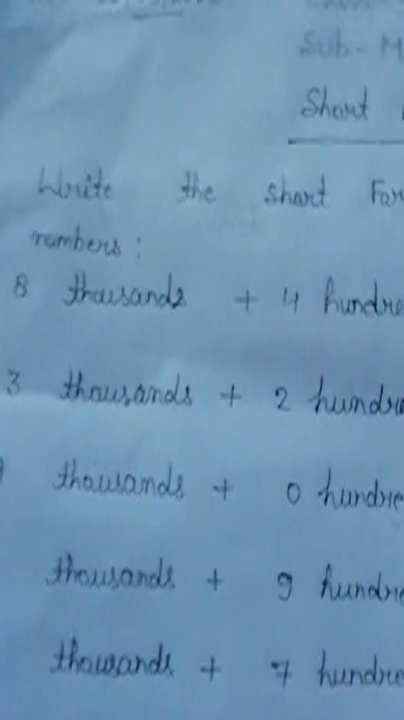 Sub - M
Short
Write the short For
numbers :
8 thousands + 4 hundre
3 thousands + 2 hundre
thousands + 0 hundre
thousands + 9 hundre
thousands + 7 hundre